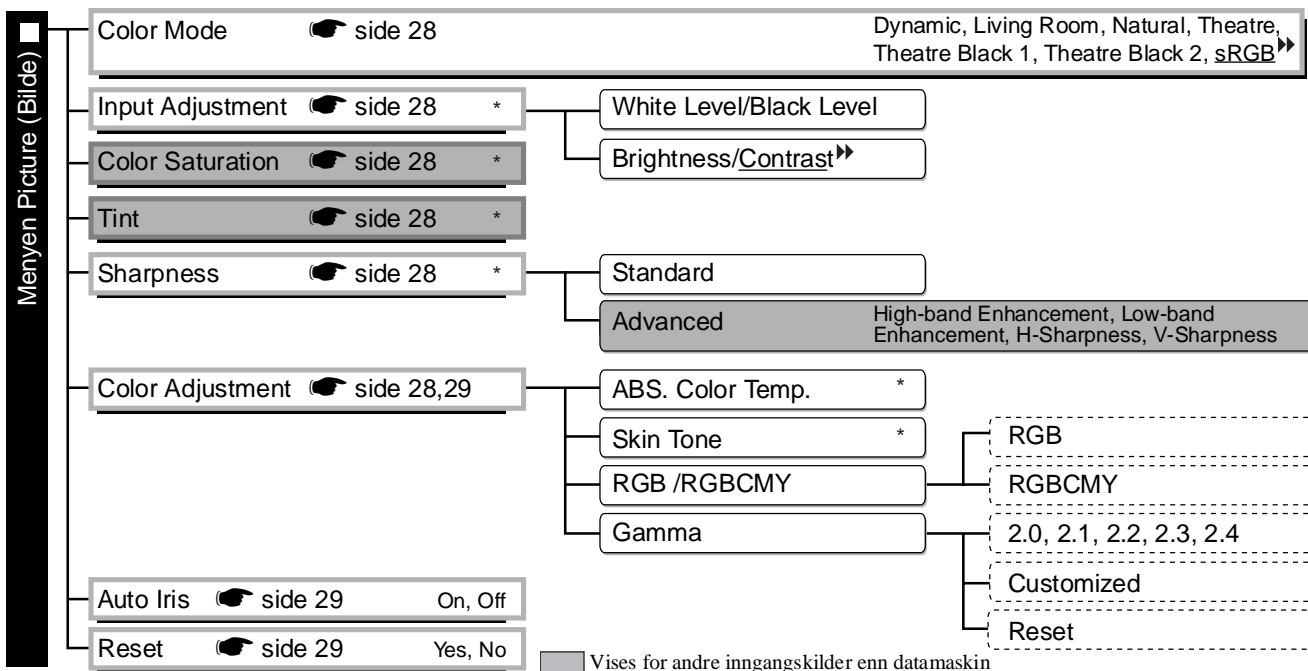 Menyen Picture (Bilde)
Color Mode side 28
Dynamic, Living Room, Natural, Theatre,
Theatre Black 1, Theatre Black 2, sRGB
Input Adjustment side 28 *
White Level/Black Level
Brightness/Contrast
Color Saturation side 28 *
Tint side 28 *
Sharpness side 28 *
Standard
Advanced
High-band Enhancement, Low-band
Enhancement, H-Sharpness, V-Sharpness
Color Adjustment side 28,29
ABS. Color Temp. *
Skin Tone *
RGB /RGBCMY
RGB
RGBCMY
Gamma
2.0, 2.1, 2.2, 2.3, 2.4
Customized
Reset
Auto Iris side 29 On, Off
Reset side 29 Yes, No
Vises for andre inngangskilder enn datamaskin